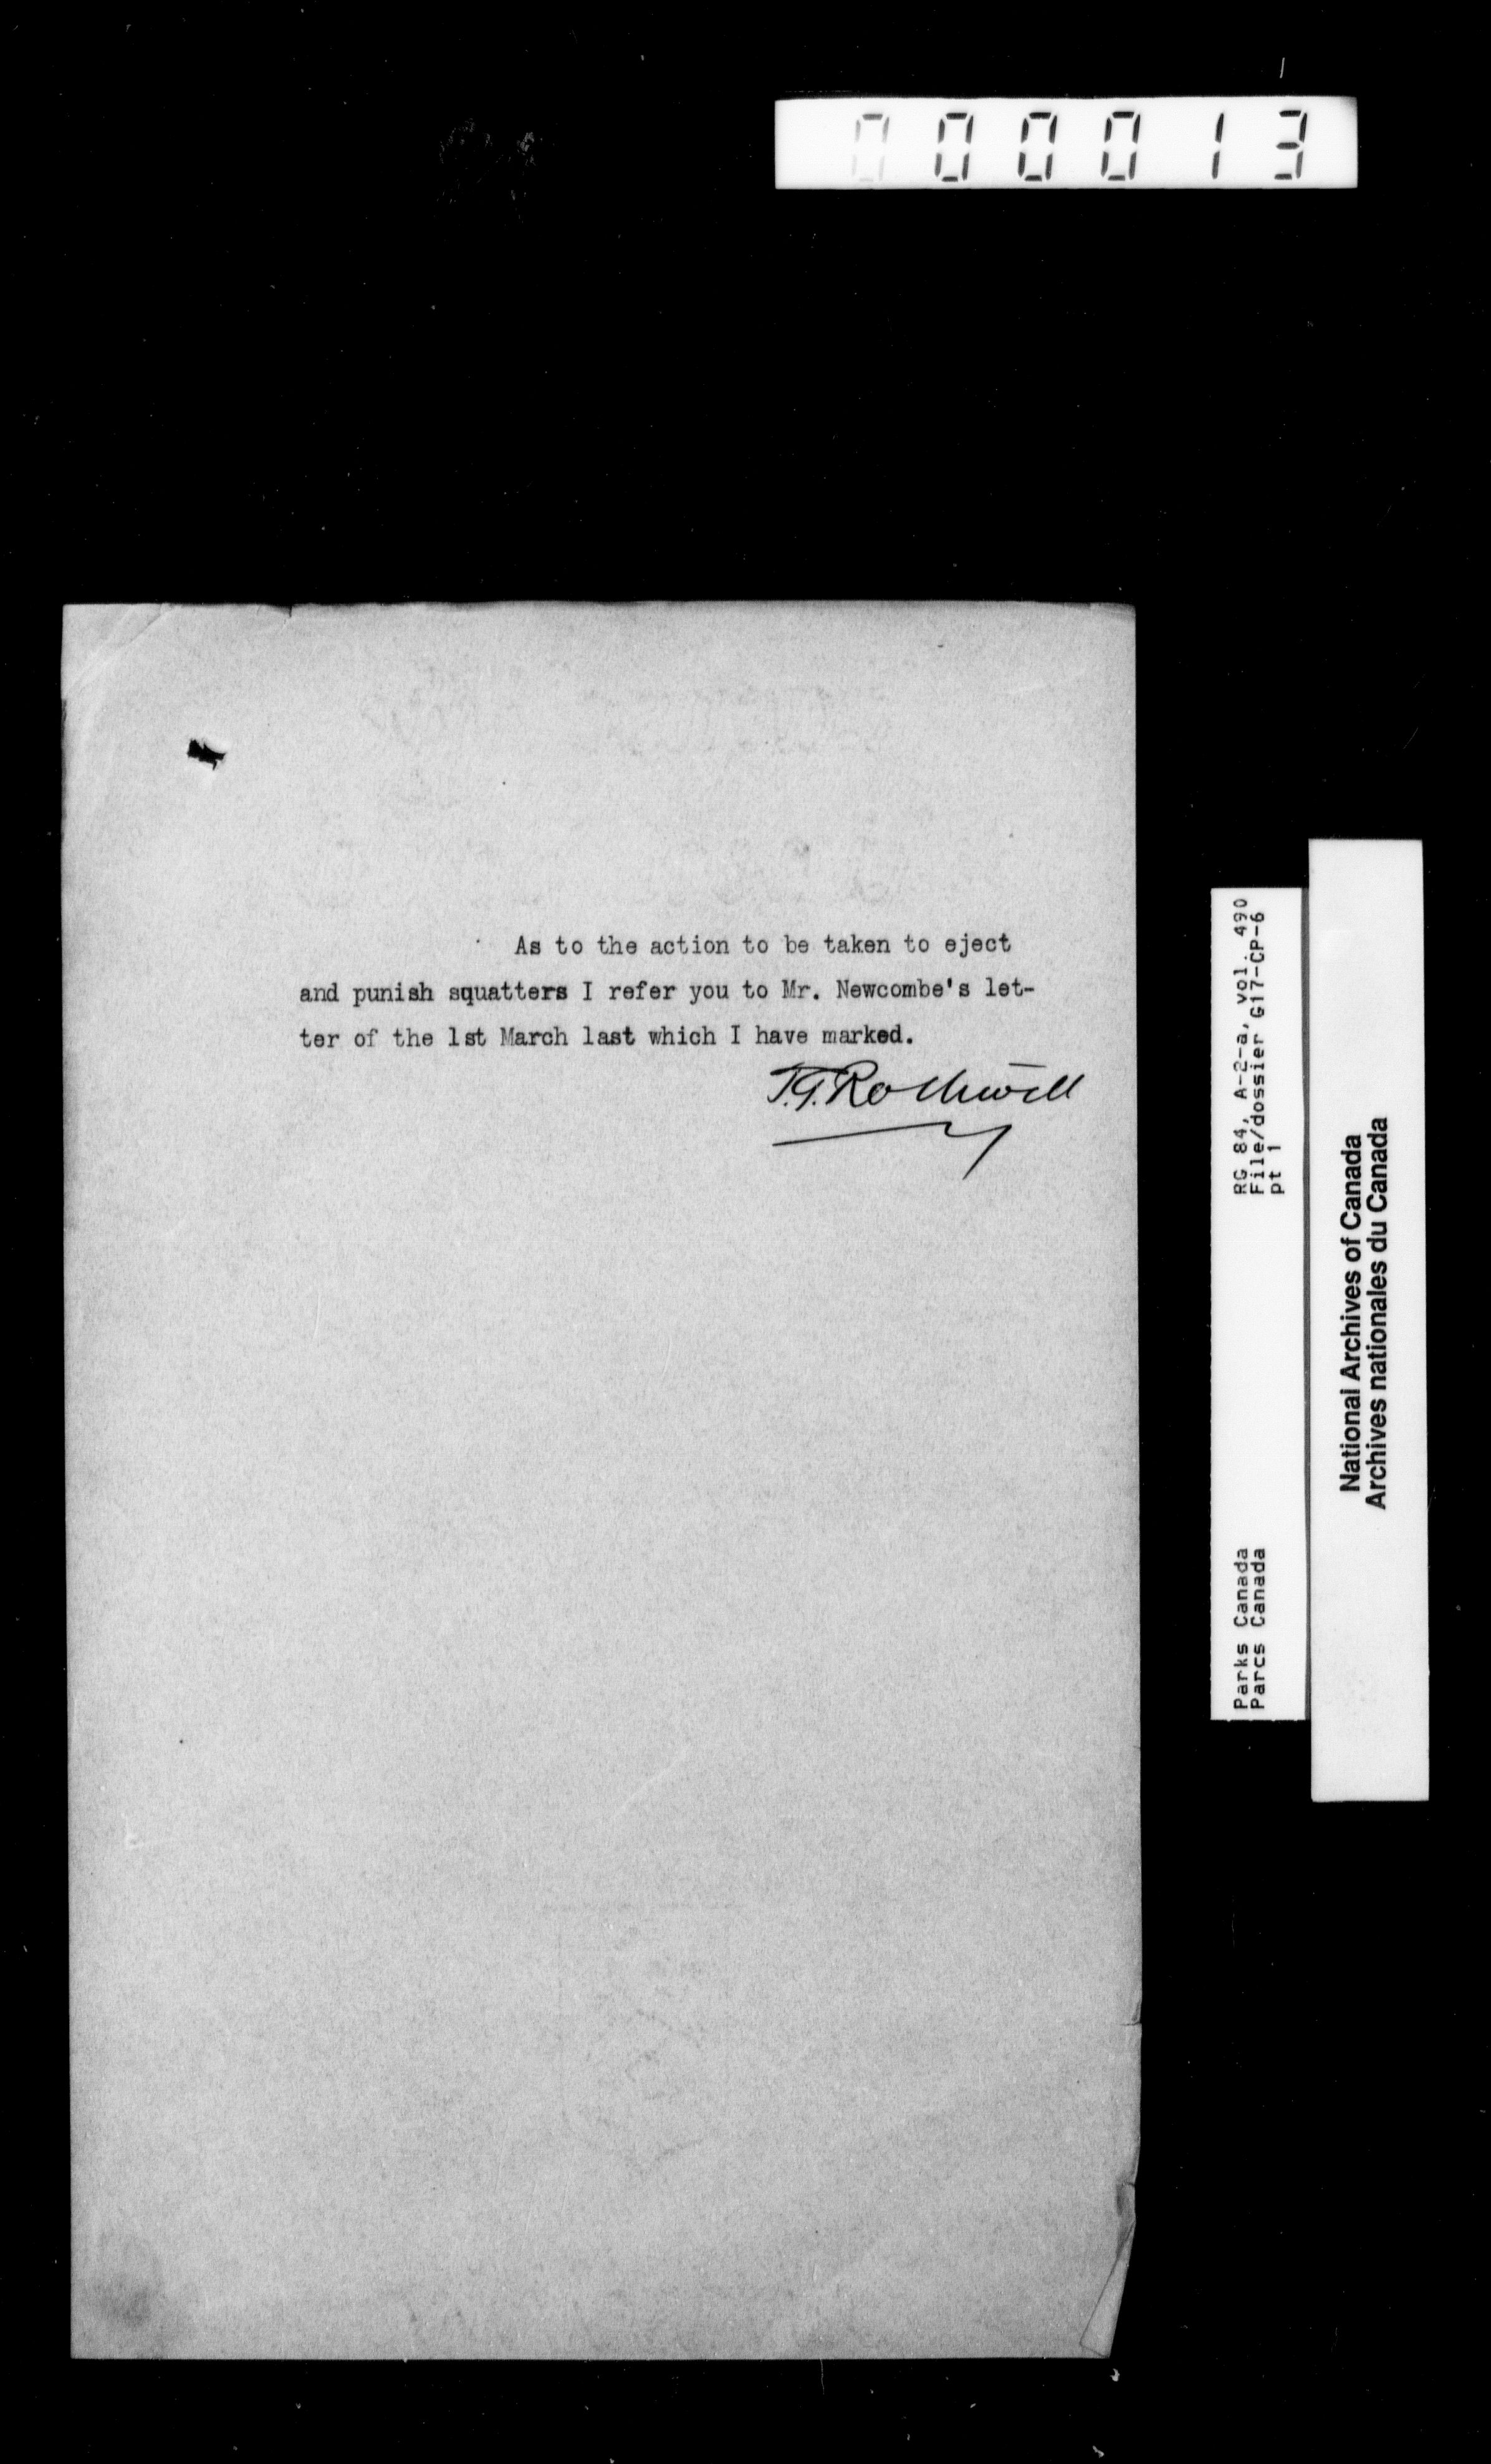 000013
As to the action to be taken to eject
and punish squatters I refer you to Mr. Newcombe's let-
ter of the 1st March last which I have marked.
T.G.Rothwell
RG 84, A-2-a, vol. 490
File/dossier G17-CP-6
pt 1
Parks Canada
Parcs Canada
National Archives of Canada
Archives nationales du Canada